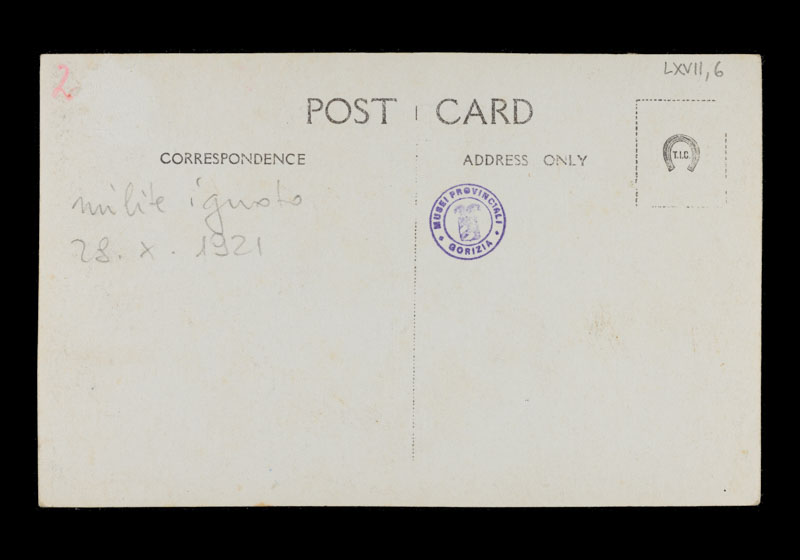 2
LXVII, 6
POST CARD
CORRESPONDENCE
ADDRESS ONLY
T.I.C.
milite ignoto
28. X. 1921
MUSEI PROVINCIALI
GORIZIA